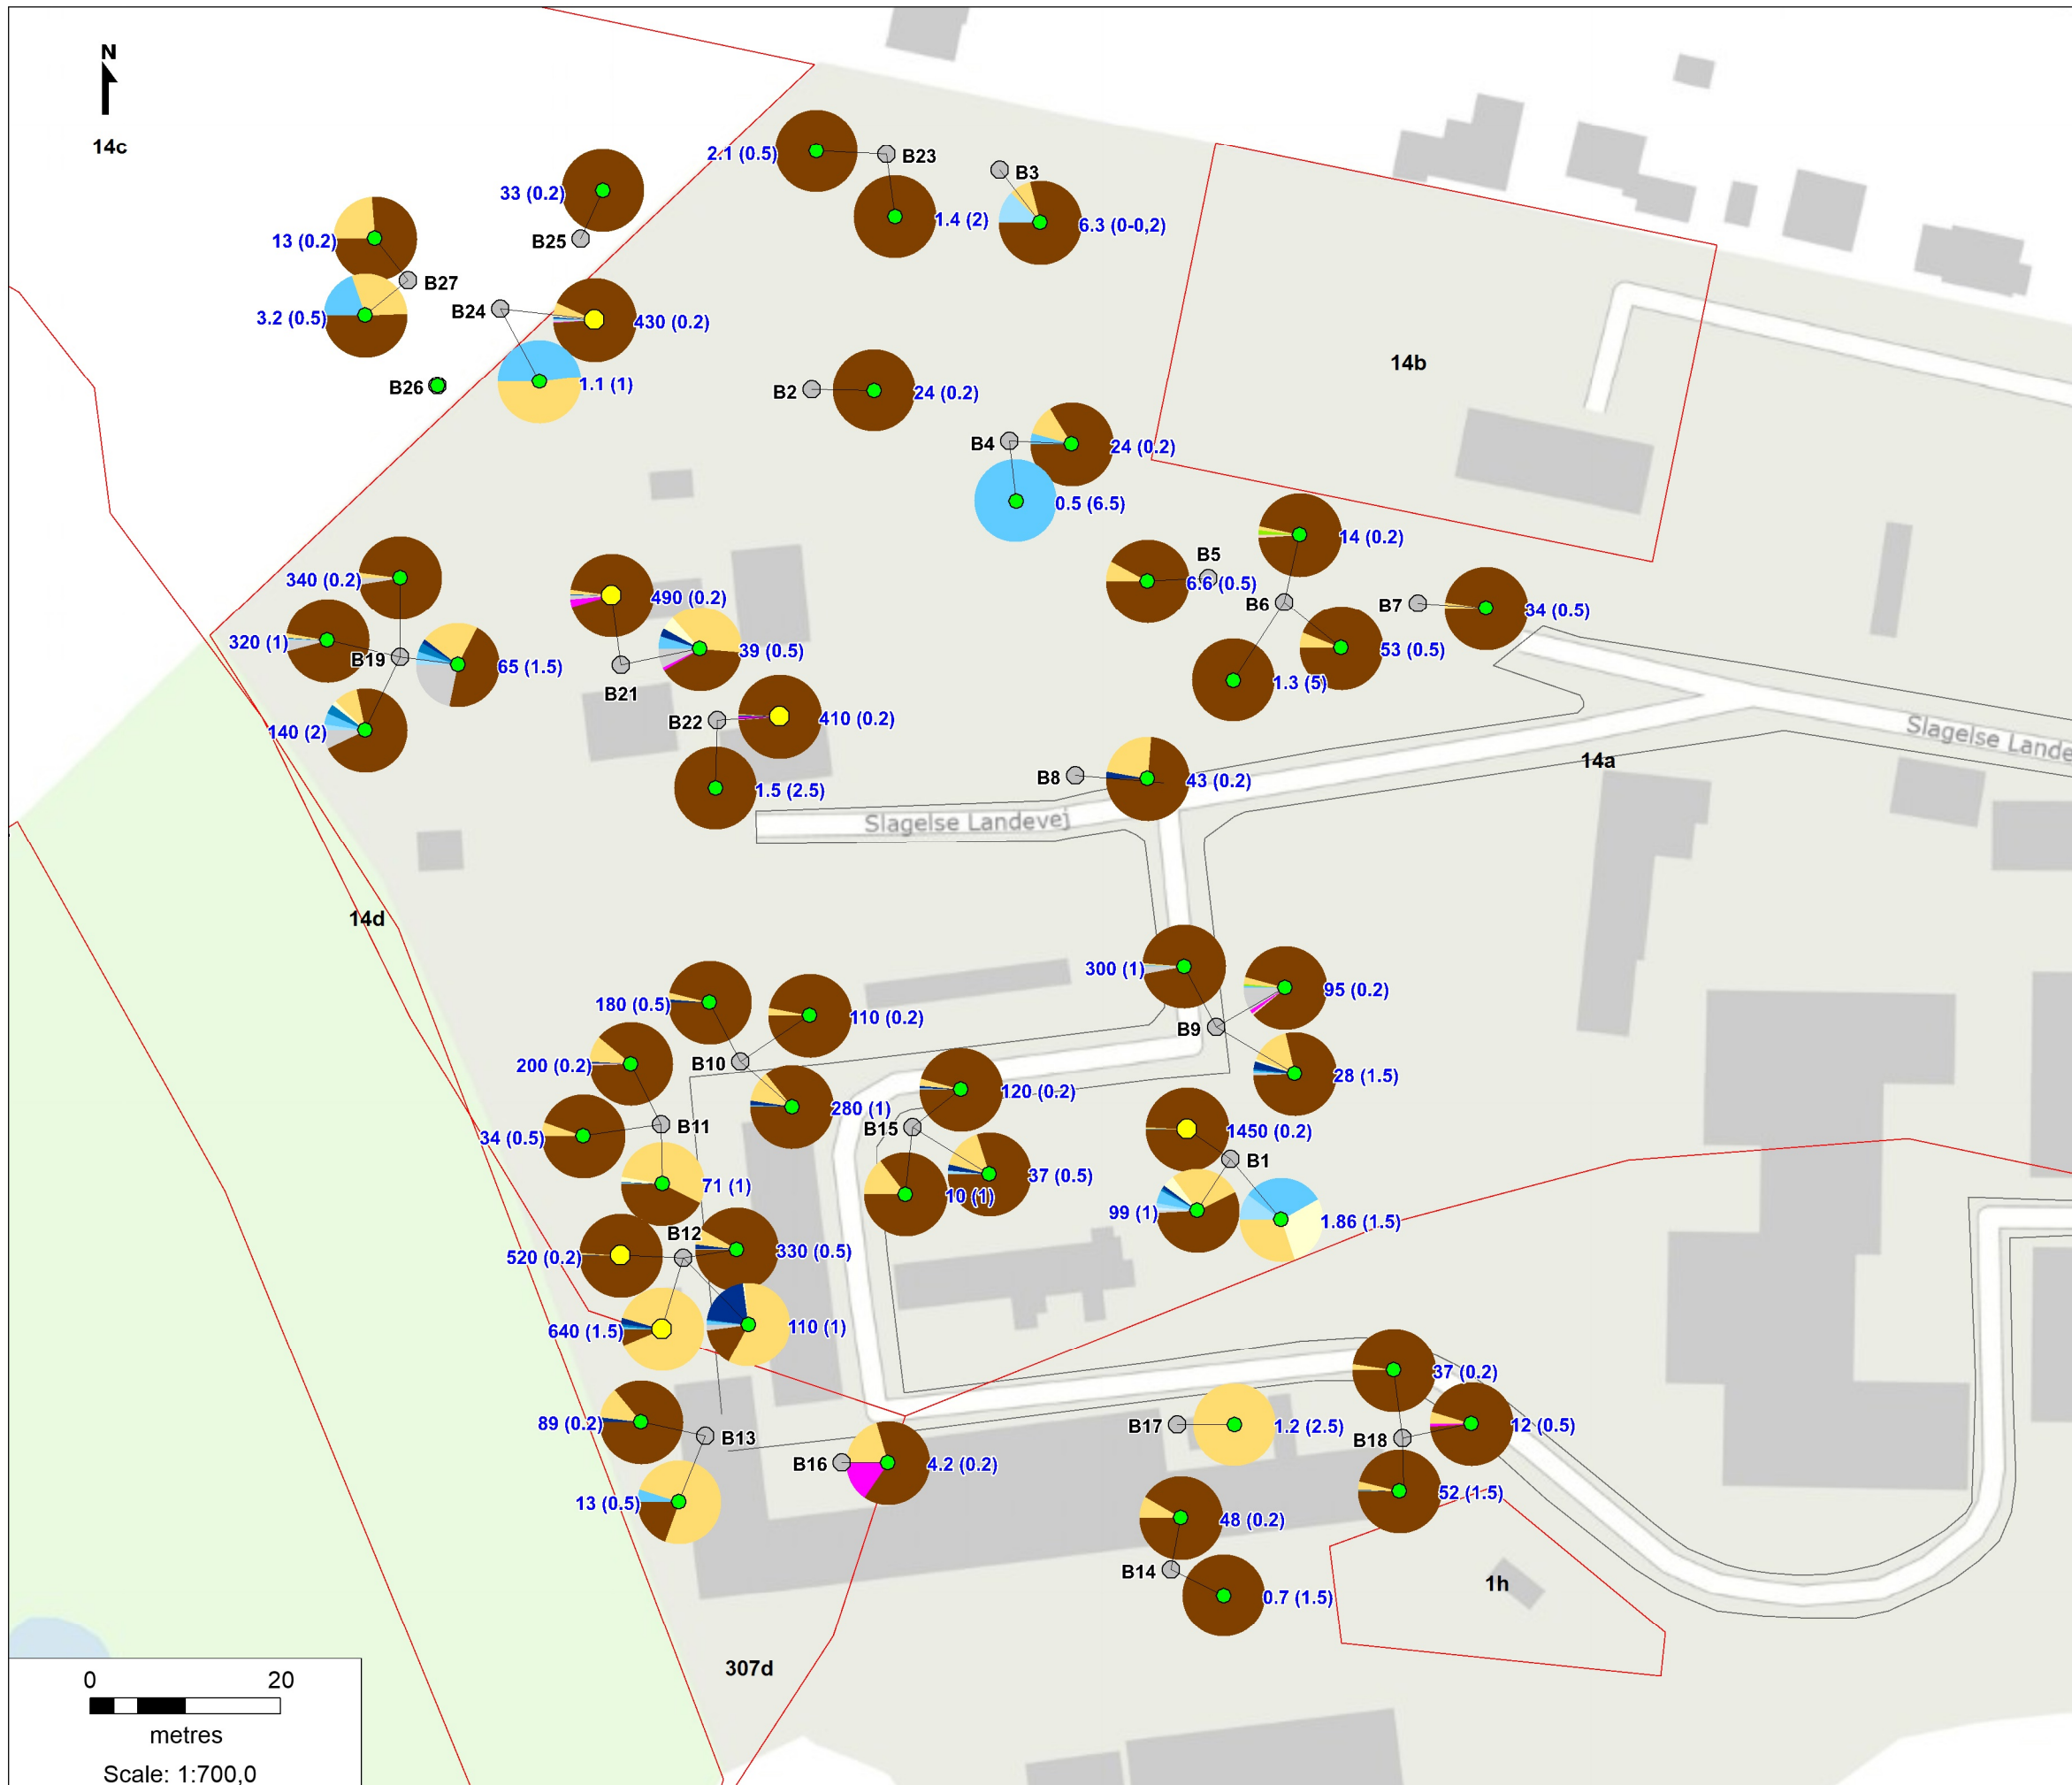 N
14c
2.1 (0.5)
B23
B3
33 (0.2)
1.4 (2)
6.3 (0-0,2)
13 (0.2)
B25
B27
B24
3.2 (0.5)
430 (0.2)
14b
B26
1.1 (1)
B2
24 (0.2)
B4
24 (0.2)
0.5 (6.5)
14 (0.2)
B5
340 (0.2)
6.6 (0.5)
490 (0.2)
B6
B7
34 (0.5)
320 (1)
B19
65 (1.5)
39 (0.5)
53 (0.5)
B21
1.3 (5)
B22
410 (0.2)
140 (2)
Slagelse Lande
14a
B8
43 (0.2)
1.5 (2.5)
Slagelse Landevej
14d
300 (1)
95 (0.2)
180 (0.5)
110 (0.2)
B9
200 (0.2)
B10
28 (1.5)
120 (0.2)
280 (1)
B11
B15
34 (0.5)
1450 (0.2)
B1
37 (0.5)
71 (1)
10 (1)
99 (1)
1.86 (1.5)
B12
520 (0.2)
330 (0.5)
640 (1.5)
110 (1)
37 (0.2)
89 (0.2)
B13
B17
1.2 (2.5)
B18
12 (0.5)
B16
4.2 (0.2)
52 (1.5)
13 (0.5)
48 (0.2)
B14
1h
0.7 (1.5)
307d
0 20
metres
Scale: 1:700,0